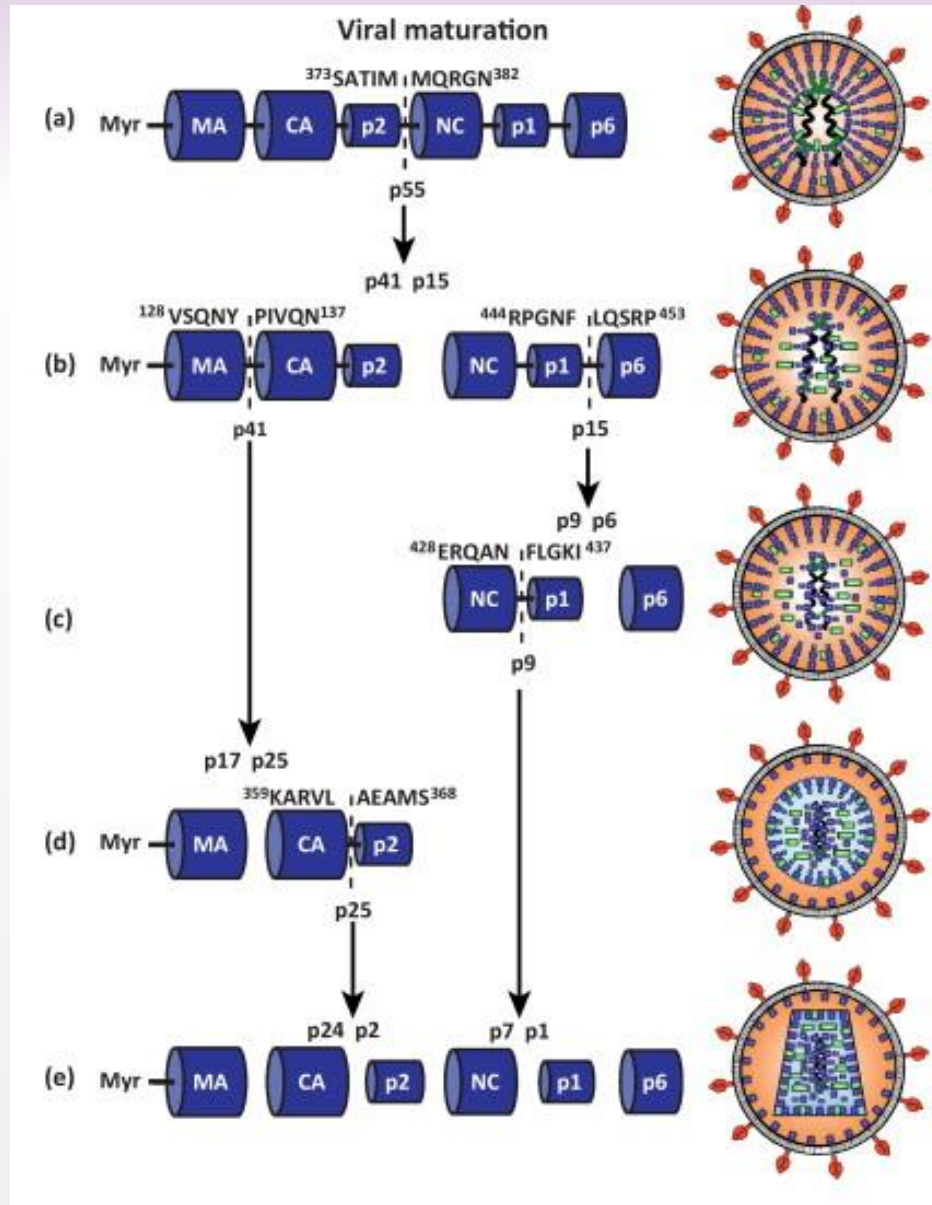 Viral maturation
³⁷³SATIM MQRGN³⁸²
(a) Myr MA CA p2 NC p1 p6
p55
p41 p15
¹²⁸VSQNY PIVQN¹³⁷ ⁴⁴⁴RPGNF LQSRP⁴⁵³
(b) Myr MA CA p2 NC p1 p6
p41 p15
p9 p6
⁴²⁸ERQAN FLGKI⁴³⁷
(c) NC p1 p6
p9
p17 p25
³⁵⁹KARVL AEAMS³⁶⁸
(d) Myr MA CA p2
p25
p24 p2 p7 p1
(e) Myr MA CA p2 NC p1 p6